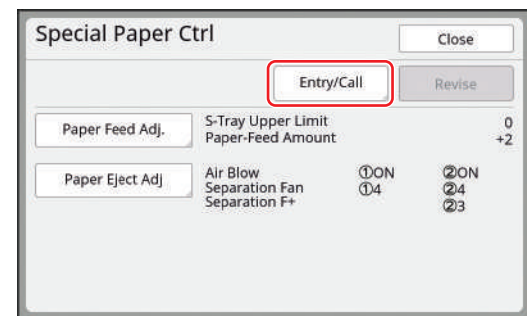 Special Paper Ctrl Close
Entry/Call Revise
Paper Feed Adj. S-Tray Upper Limit 0
Paper-Feed Amount +2
Paper Eject Adj Air Blow ①ON ②ON
Separation Fan ①4 ②4
Separation F+ ②3